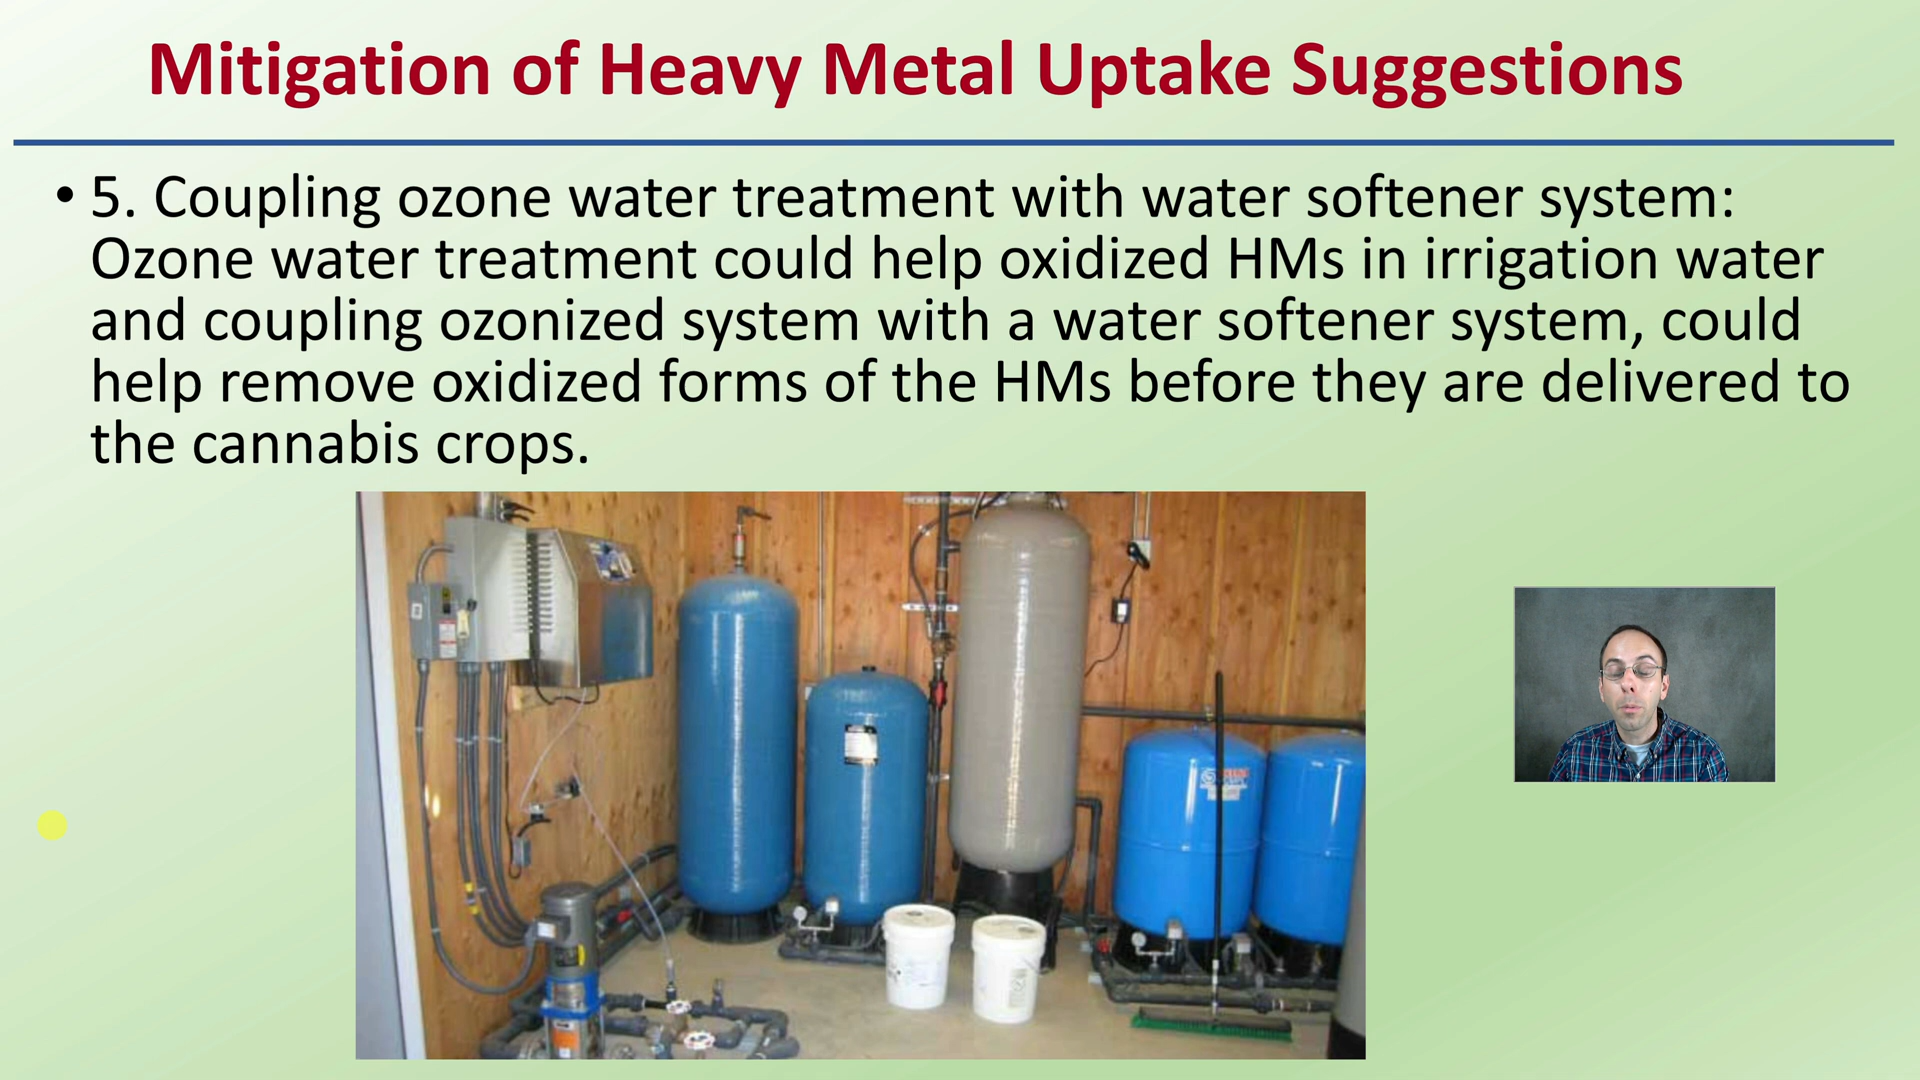 Mitigation of Heavy Metal Uptake Suggestions
• 5. Coupling ozone water treatment with water softener system:
Ozone water treatment could help oxidized HMs in irrigation water
and coupling ozonized system with a water softener system, could
help remove oxidized forms of the HMs before they are delivered to
the cannabis crops.